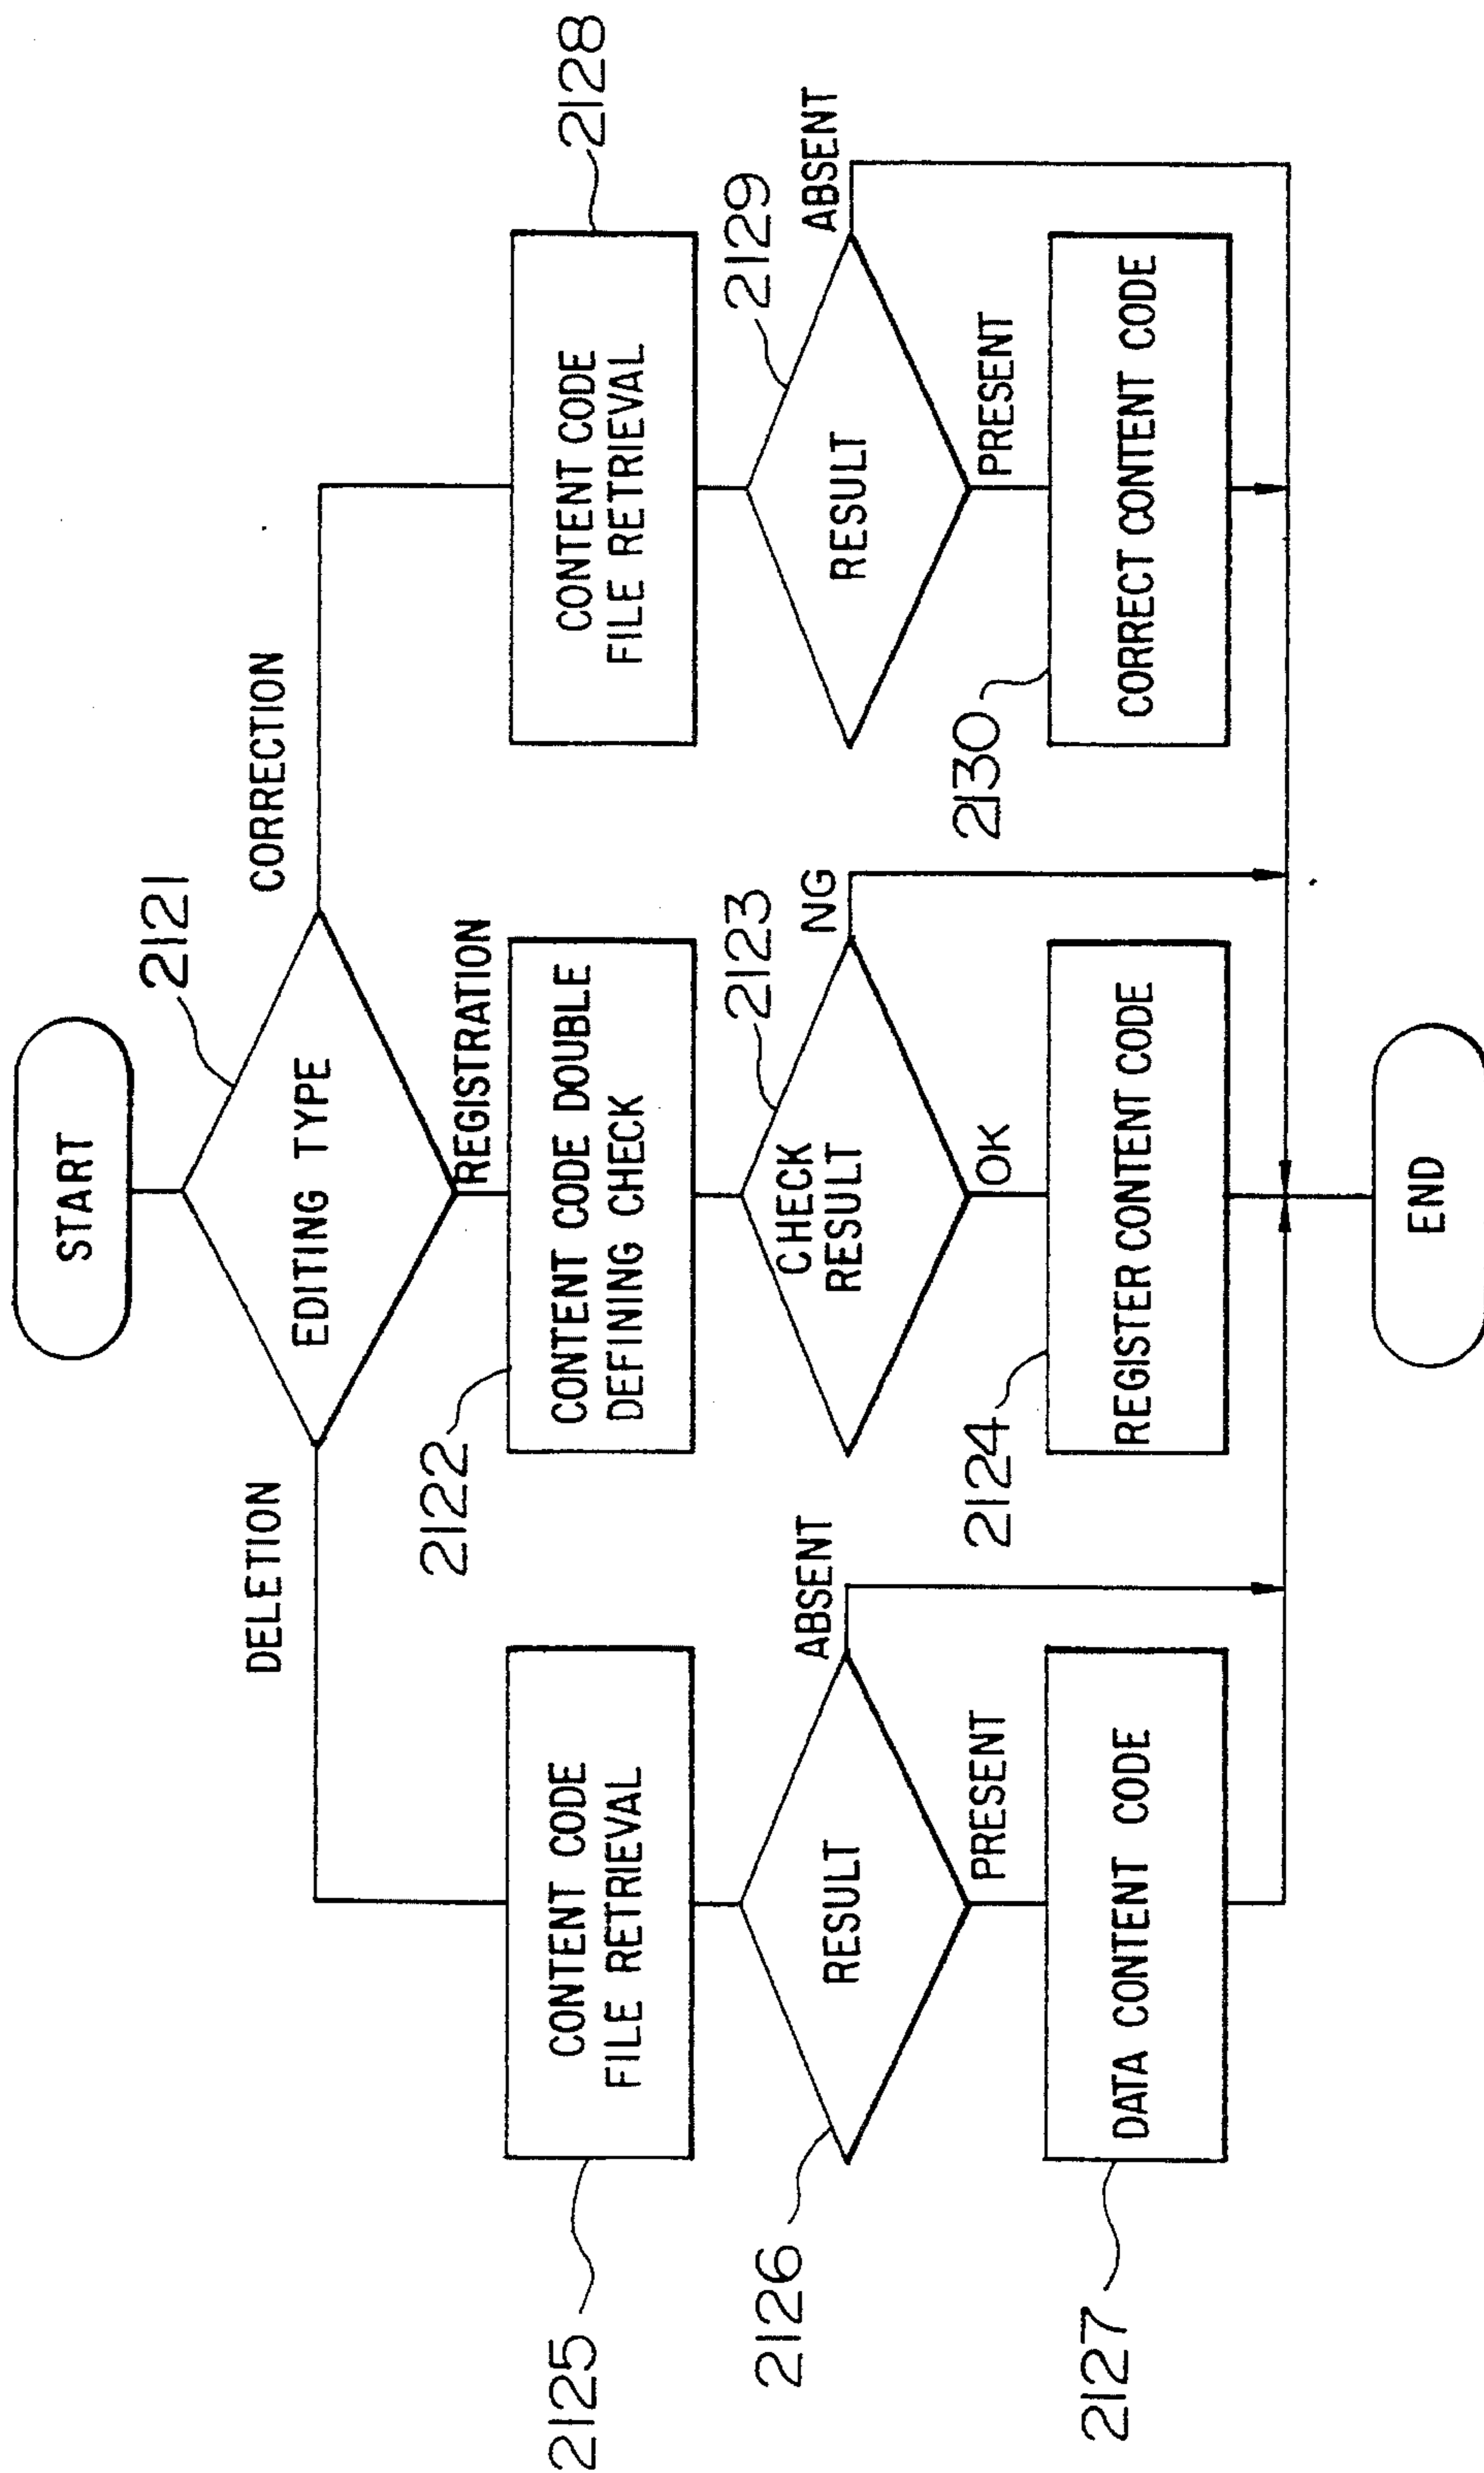 START
2121
EDITING TYPE
DELETION
REGISTRATION
CORRECTION
2125
CONTENT CODE
FILE RETRIEVAL
2122
CONTENT CODE DOUBLE
DEFINING CHECK
2128
CONTENT CODE
FILE RETRIEVAL
2126
RESULT
ABSENT
PRESENT
2123
CHECK
RESULT
NG
OK
2129
RESULT
ABSENT
PRESENT
2127
DATA CONTENT CODE
2124
REGISTER CONTENT CODE
2130
CORRECT CONTENT CODE
END